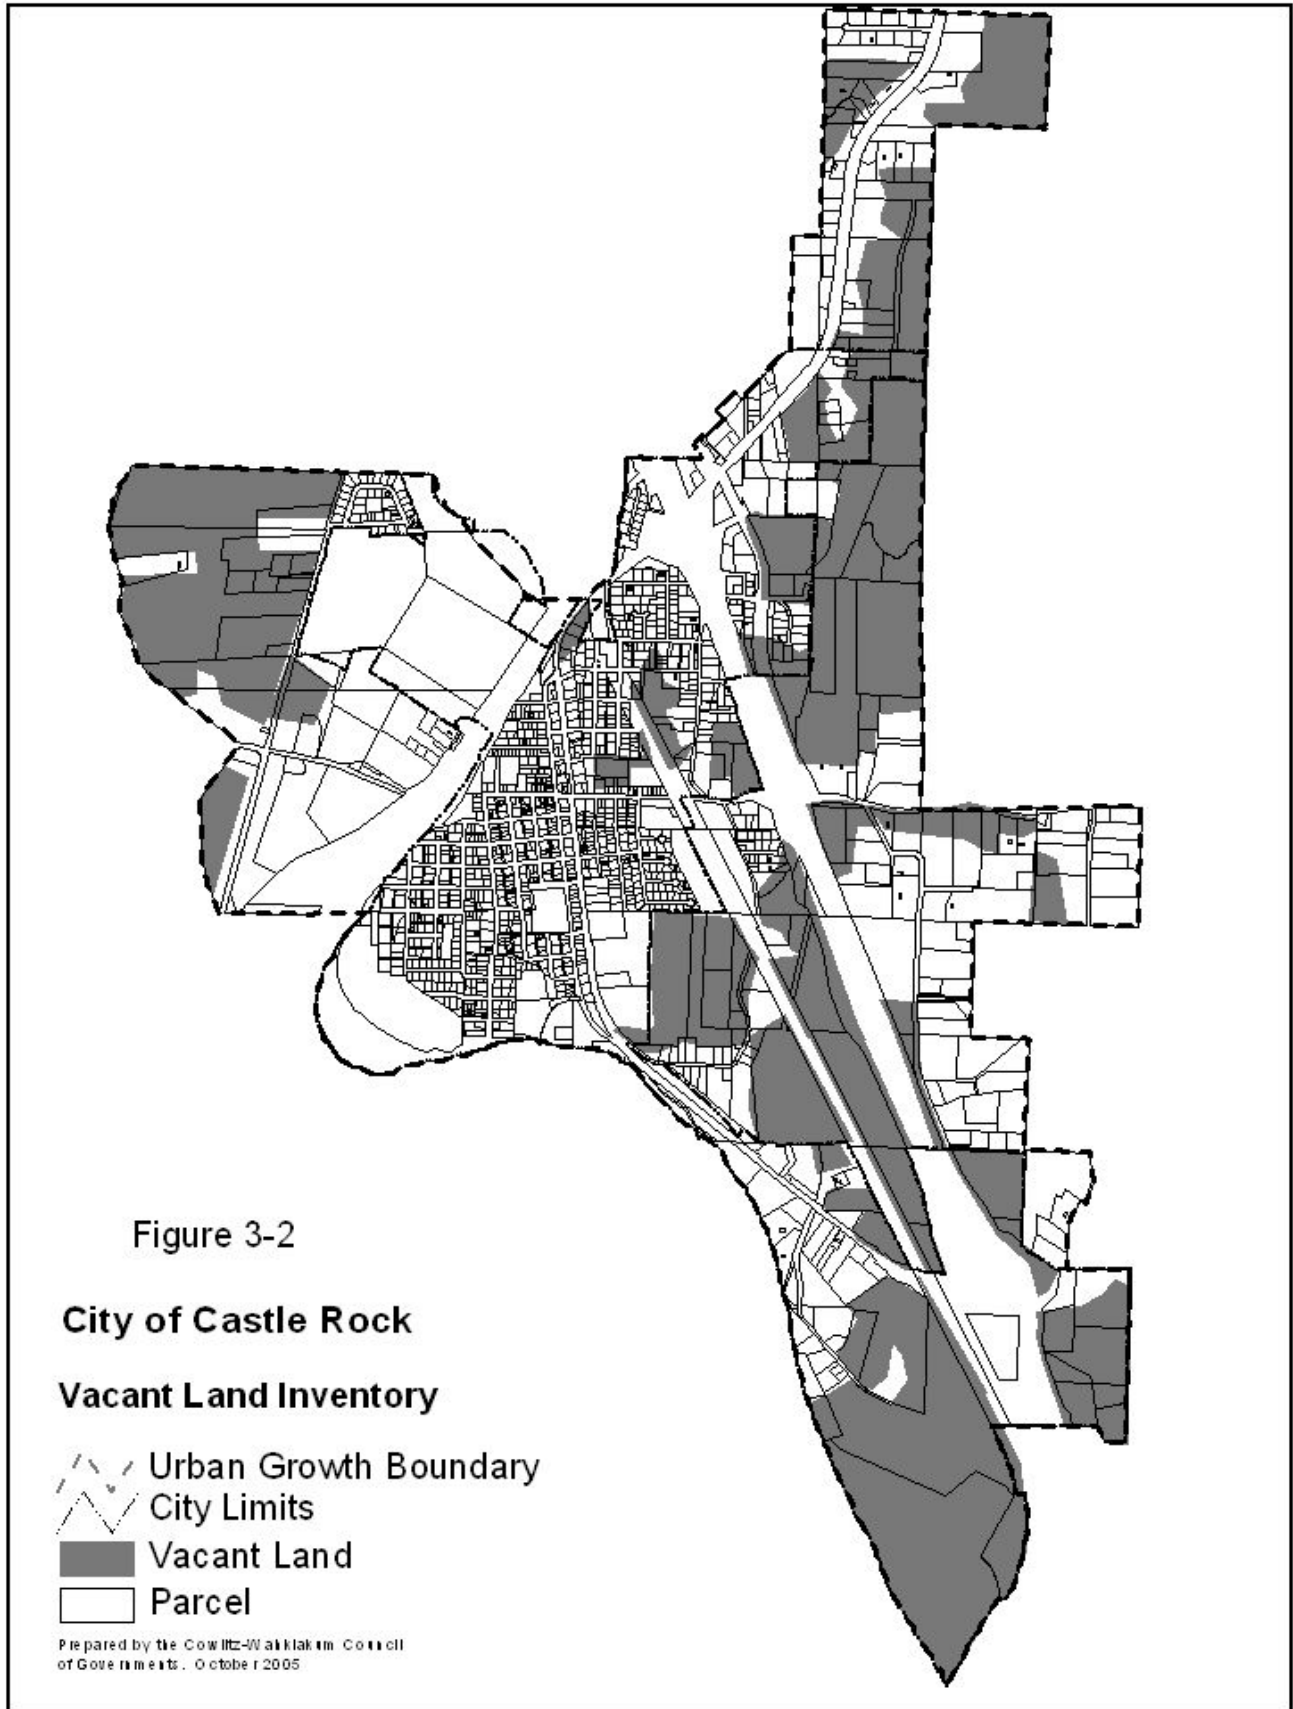 Figure 3-2
City of Castle Rock
Vacant Land Inventory
Urban Growth Boundary
City Limits
Vacant Land
Parcel
Prepared by the Cowlitz-Wahkiakum Council
of Governments. October 2005